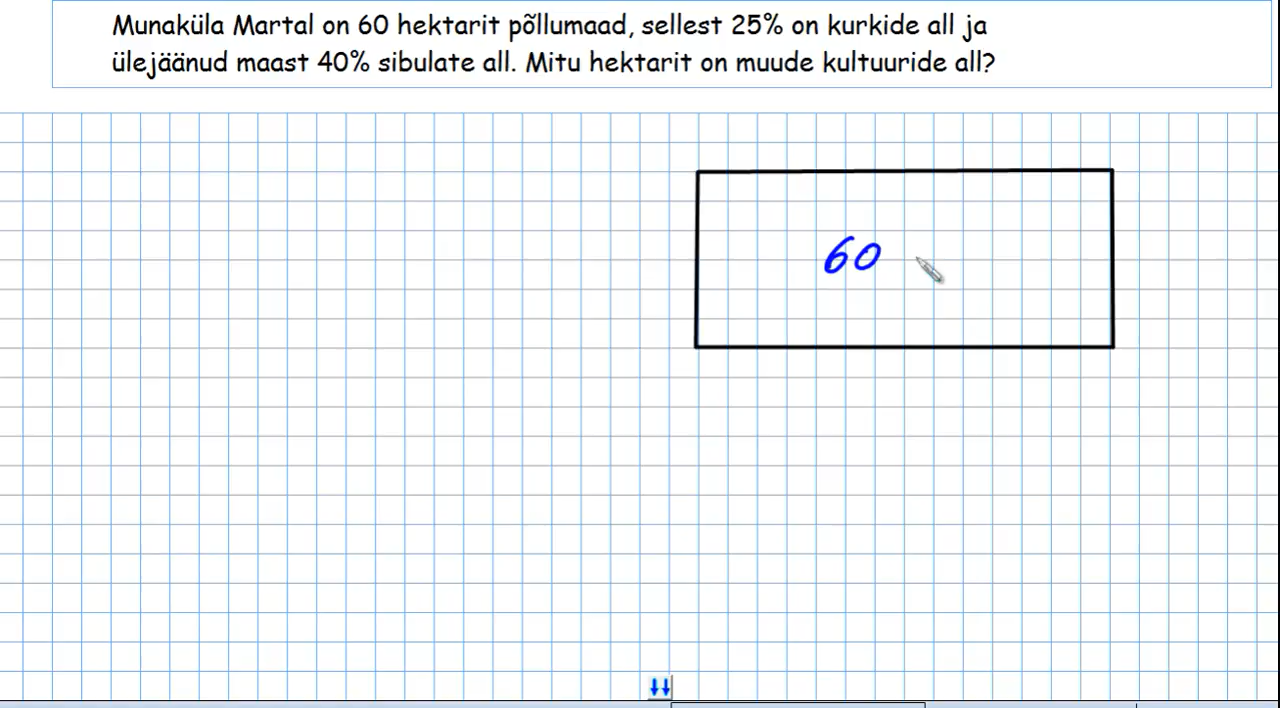 Munaküla Martal on 60 hektarit põllumaad, sellest 25% on kurkide all ja
ülejäänud maast 40% sibulate all. Mitu hektarit on muude kultuuride all?
60